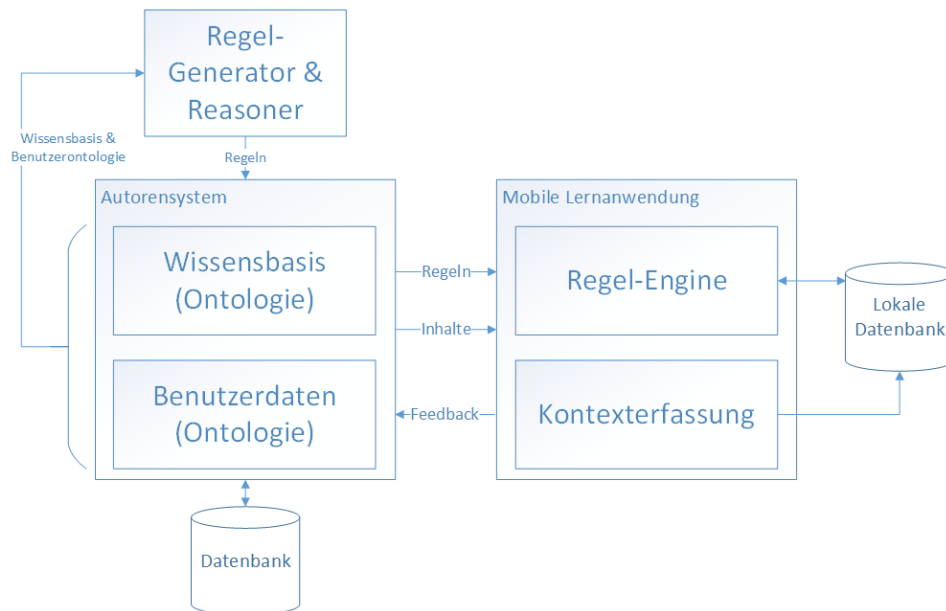 Regel-
Generator &
Reasoner
Wissensbasis &
Benutzerontologie
Regeln
Autorensystem
Wissensbasis
(Ontologie)
Benutzerdaten
(Ontologie)
Regeln
Inhalte
Feedback
Mobile Lernanwendung
Regel-Engine
Kontexterfassung
Lokale
Datenbank
Datenbank